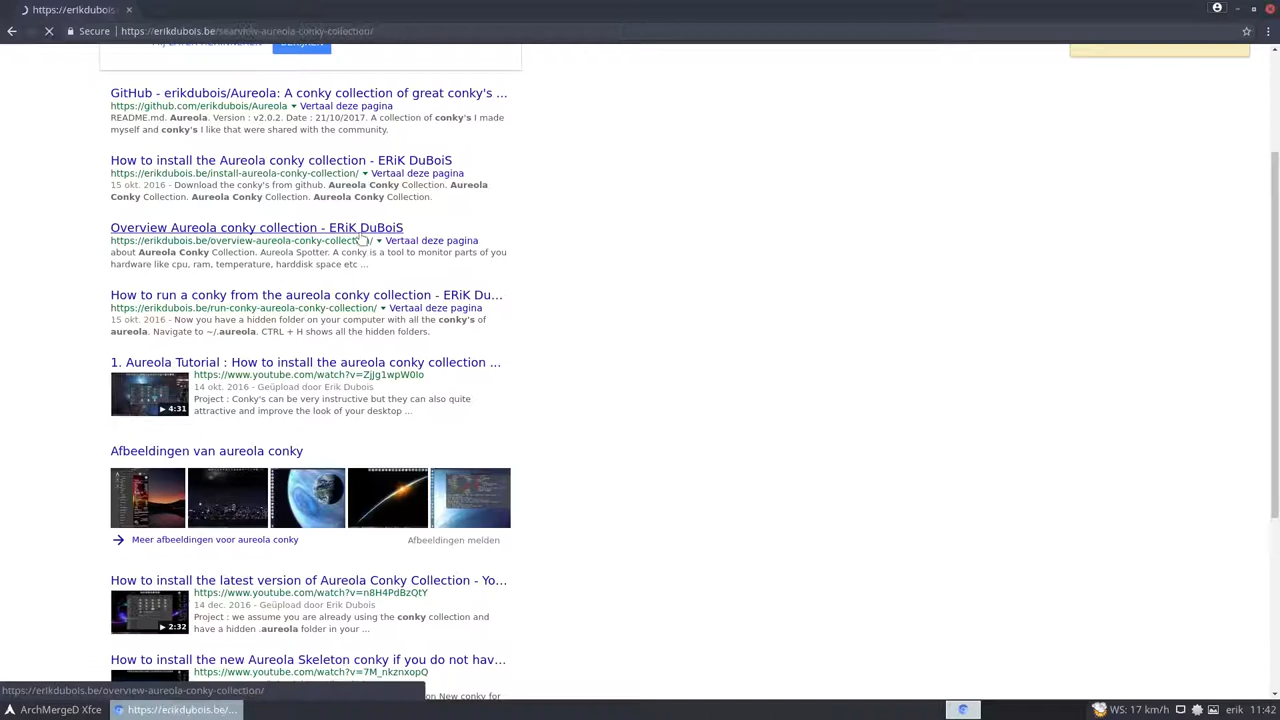 https://erikdubois.b
Secure
https://erikdubois.be/
GitHub - erikdubois/Aureola: A conky collection of great conky's ...
https://github.com/erikdubois/Aureola ▾ Vertaal deze pagina
README.md. Aureola. Version : v2.0.2. Date : 21/10/2017. A collection of conky's I made
myself and conky's I like that were shared with the community.
How to install the Aureola conky collection - ERiK DuBoiS
https://erikdubois.be/install-aureola-conky-collection/ ▾ Vertaal deze pagina
15 okt. 2016 - Download the conky's from github. Aureola Conky Collection. Aureola
Conky Collection. Aureola Conky Collection. Aureola Conky Collection.
Overview Aureola conky collection - ERiK DuBoiS
https://erikdubois.be/overview-aureola-conky-collection/ ▾ Vertaal deze pagina
about Aureola Conky Collection. Aureola Spotter. A conky is a tool to monitor parts of you
hardware like cpu, ram, temperature, harddisk space etc ...
How to run a conky from the aureola conky collection - ERiK Du...
https://erikdubois.be/run-conky-aureola-conky-collection/ ▾ Vertaal deze pagina
15 okt. 2016 - Now you have a hidden folder on your computer with all the conky's of
aureola. Navigate to ~/.aureola. CTRL + H shows all the hidden folders.
1. Aureola Tutorial : How to install the aureola conky collection ...
https://www.youtube.com/watch?v=ZjJg1wpW0Io
14 okt. 2016 - Geüpload door Erik Dubois
Project : Conky's can be very instructive but they can also quite
attractive and improve the look of your desktop ...
4:31
Afbeeldingen van aureola conky
Meer afbeeldingen voor aureola conky
Afbeeldingen melden
How to install the latest version of Aureola Conky Collection - Yo...
https://www.youtube.com/watch?v=n8H4PdBzQtY
14 dec. 2016 - Geüpload door Erik Dubois
Project : we assume you are already using the conky collection and
have a hidden .aureola folder in your ...
2:32
How to install the new Aureola Skeleton conky if you do not hav...
https://www.youtube.com/watch?v=7M_nkznxopQ
on New conky for
https://erikdubois.be/overview-aureola-conky-collection/
ArchMergeD Xfce
https://erikdubois.be/...
WS: 17 km/h
erik
11:42